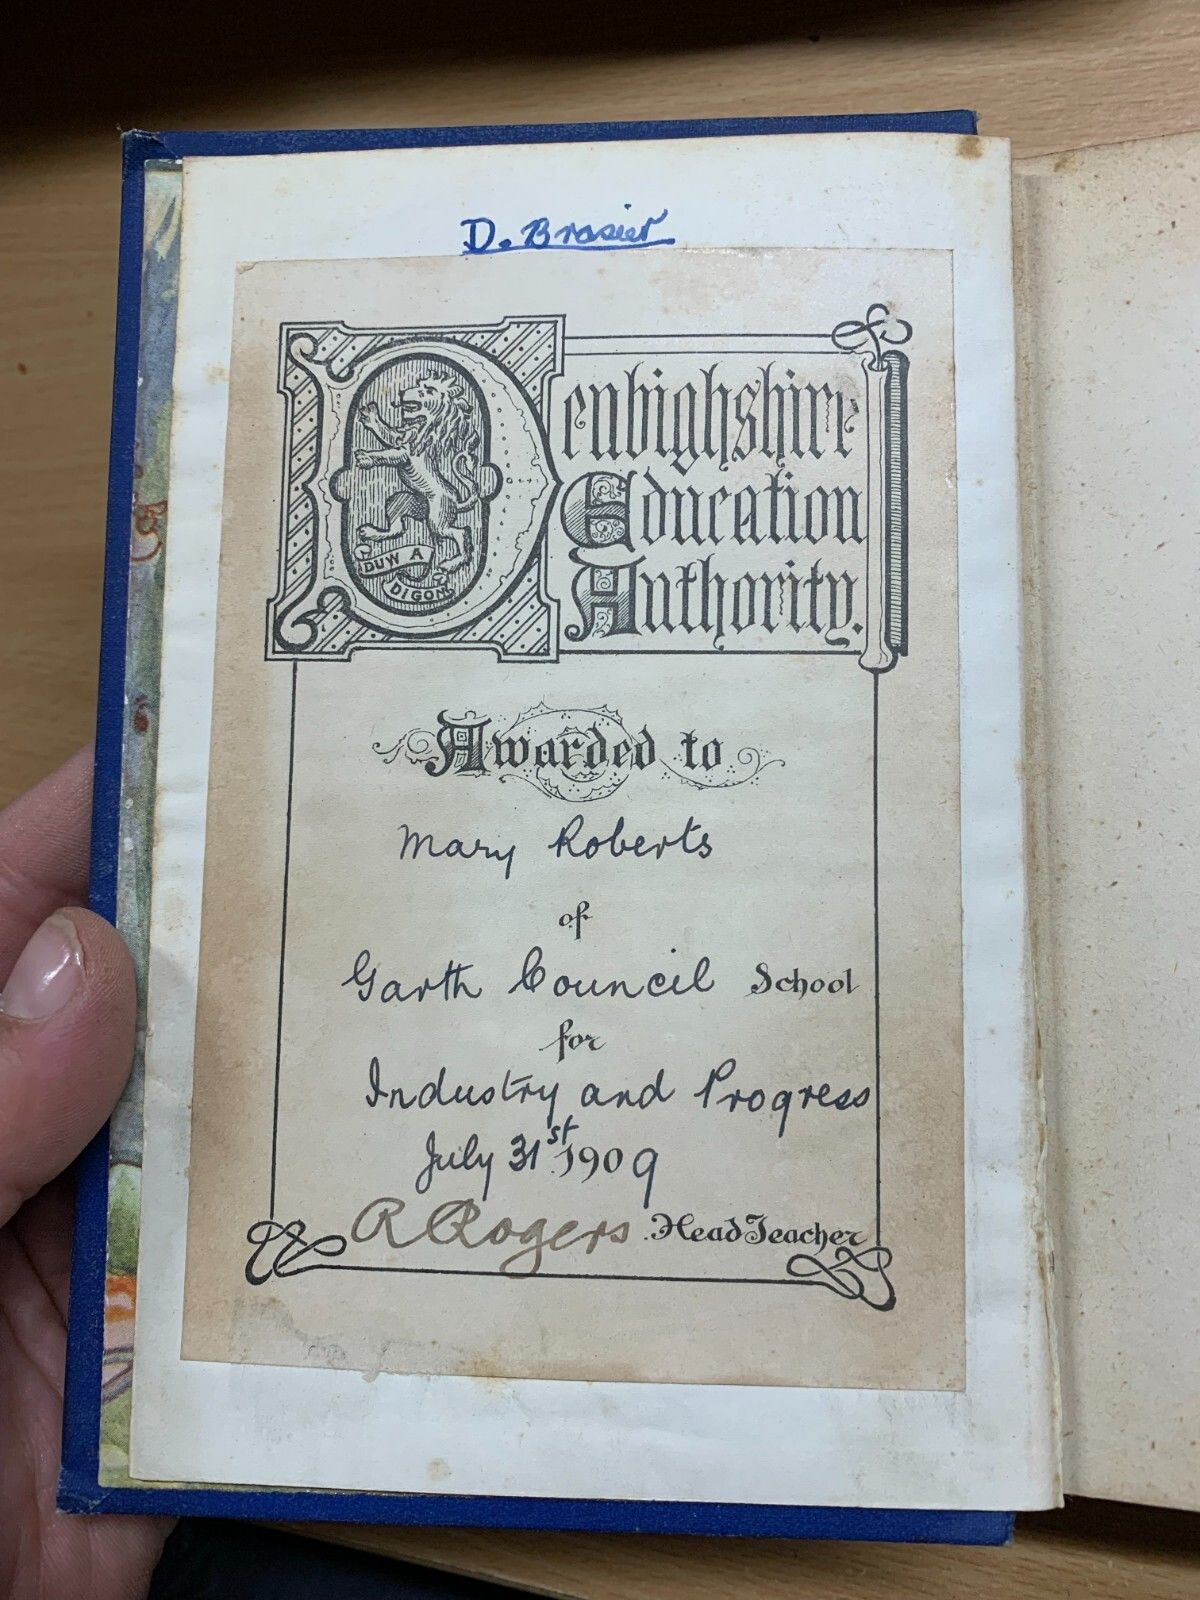 D. Brasier
Denbighshire
Education
Authority.
DUW A
DIGON
Awarded to
Mary Roberts
of
Garth Council School
for
Industry and Progress
July 31st 1909
R Rogers. Head Teacher